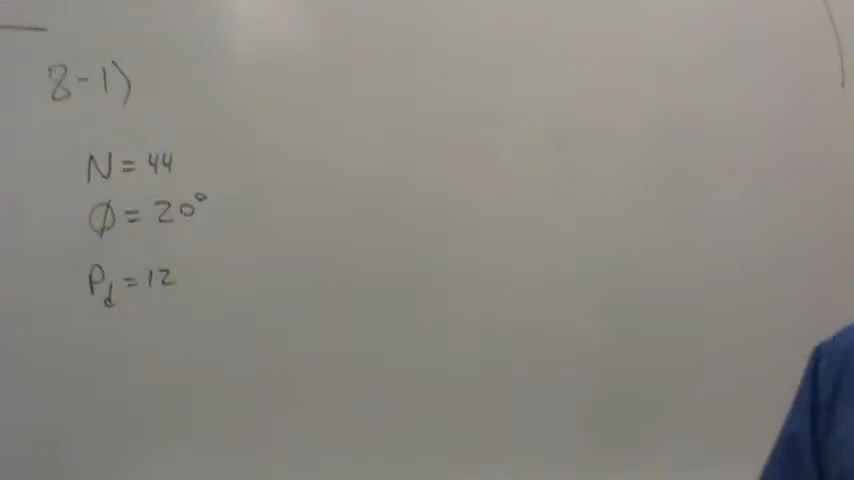 8-1)
N = 44
Ø = 20°
Pd = 12